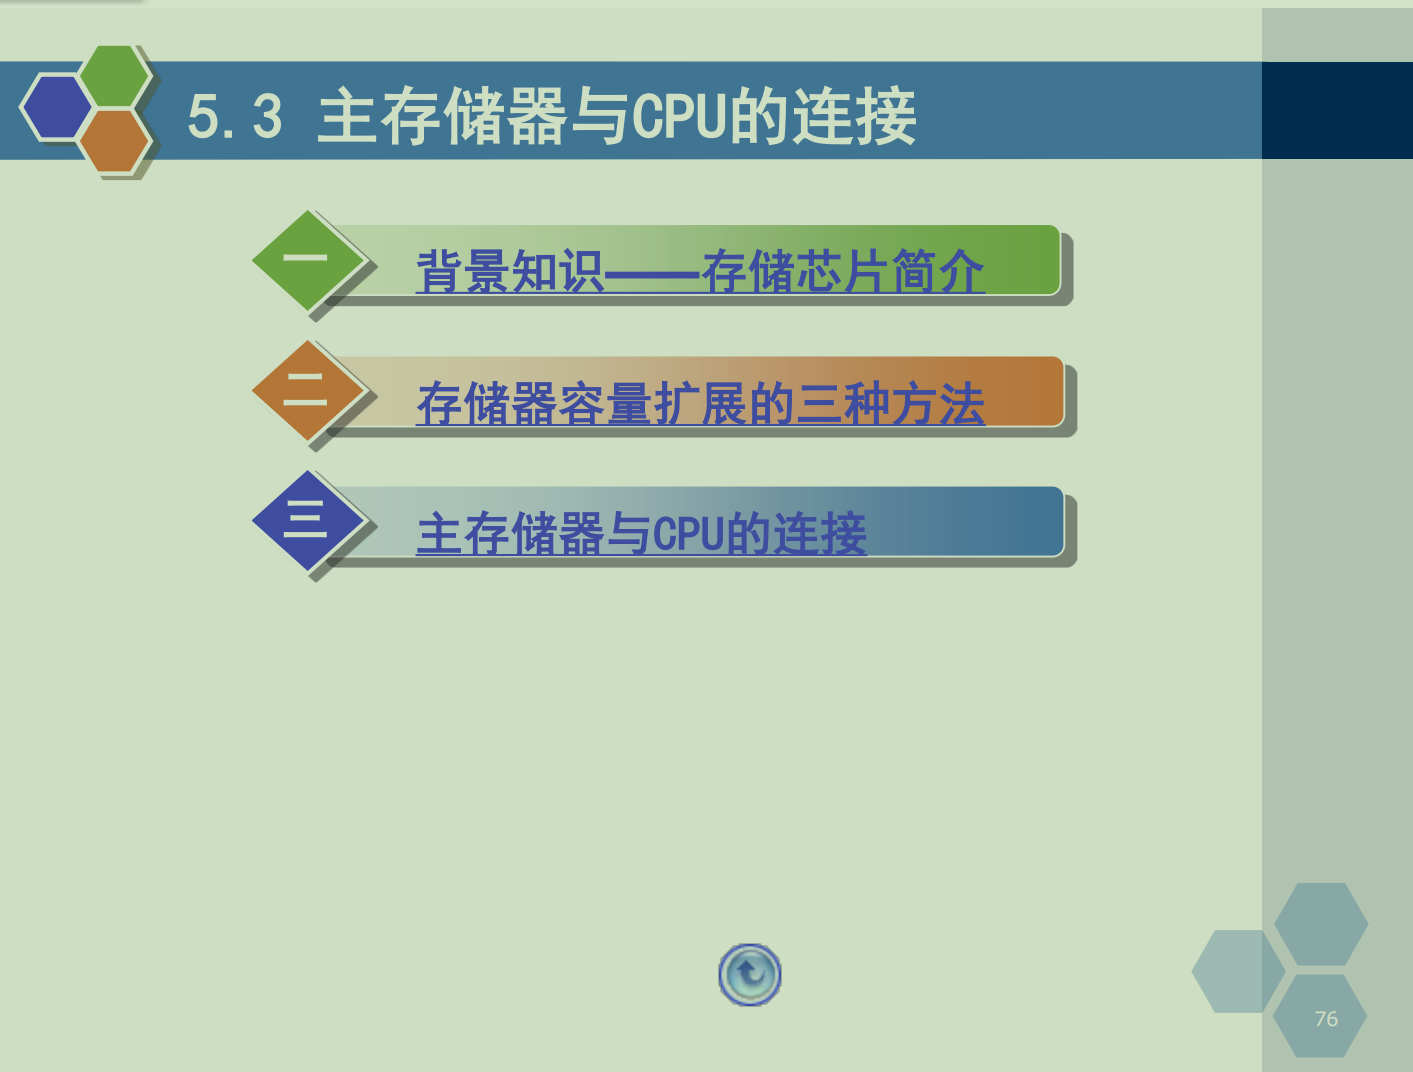 5.3 主存储器与CPU的连接
一 背景知识——存储芯片简介
二 存储器容量扩展的三种方法
三 主存储器与CPU的连接
76